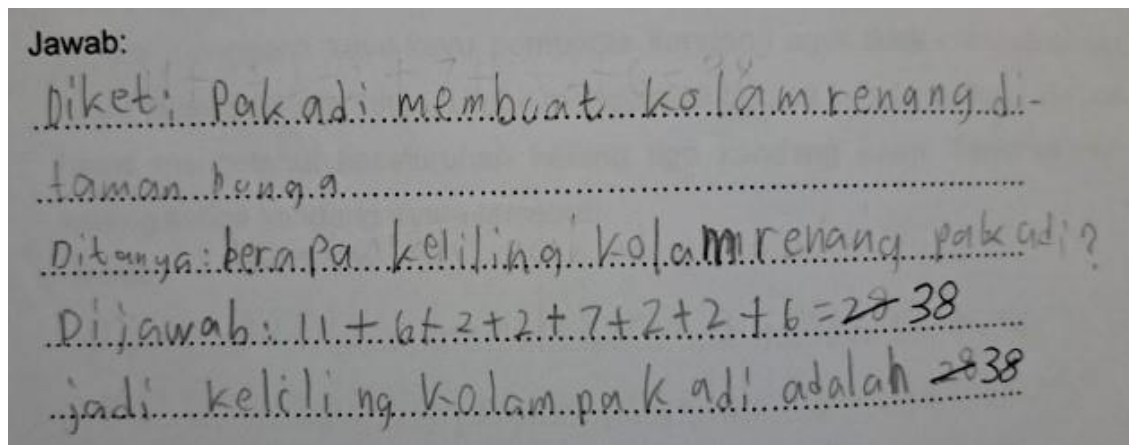 Jawab:
Diket: Pak adi membuat kolam renang di-
taman bunga
Ditanya: berapa keliling kolam renang pak adi?
Dijawab: 11 + 6 + 2 + 2 + 7 + 2 + 2 + 6 = 28 38
jadi keliling kolam pak adi adalah 28 38